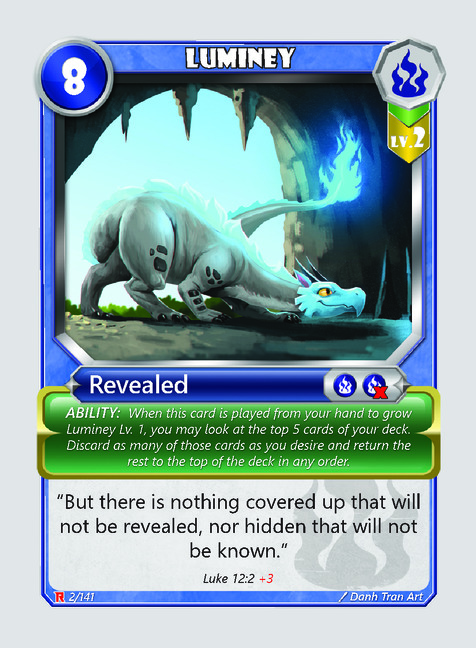 LUMINEY
8
LV.2
Revealed
ABILITY: When this card is played from your hand to grow
Luminey Lv. 1, you may look at the top 5 cards of your deck.
Discard as many of those cards as you desire and return the
rest to the top of the deck in any order.
“But there is nothing covered up that will
not be revealed, nor hidden that will not
be known.”
Luke 12:2 +3
R 2/141
Danh Tran Art